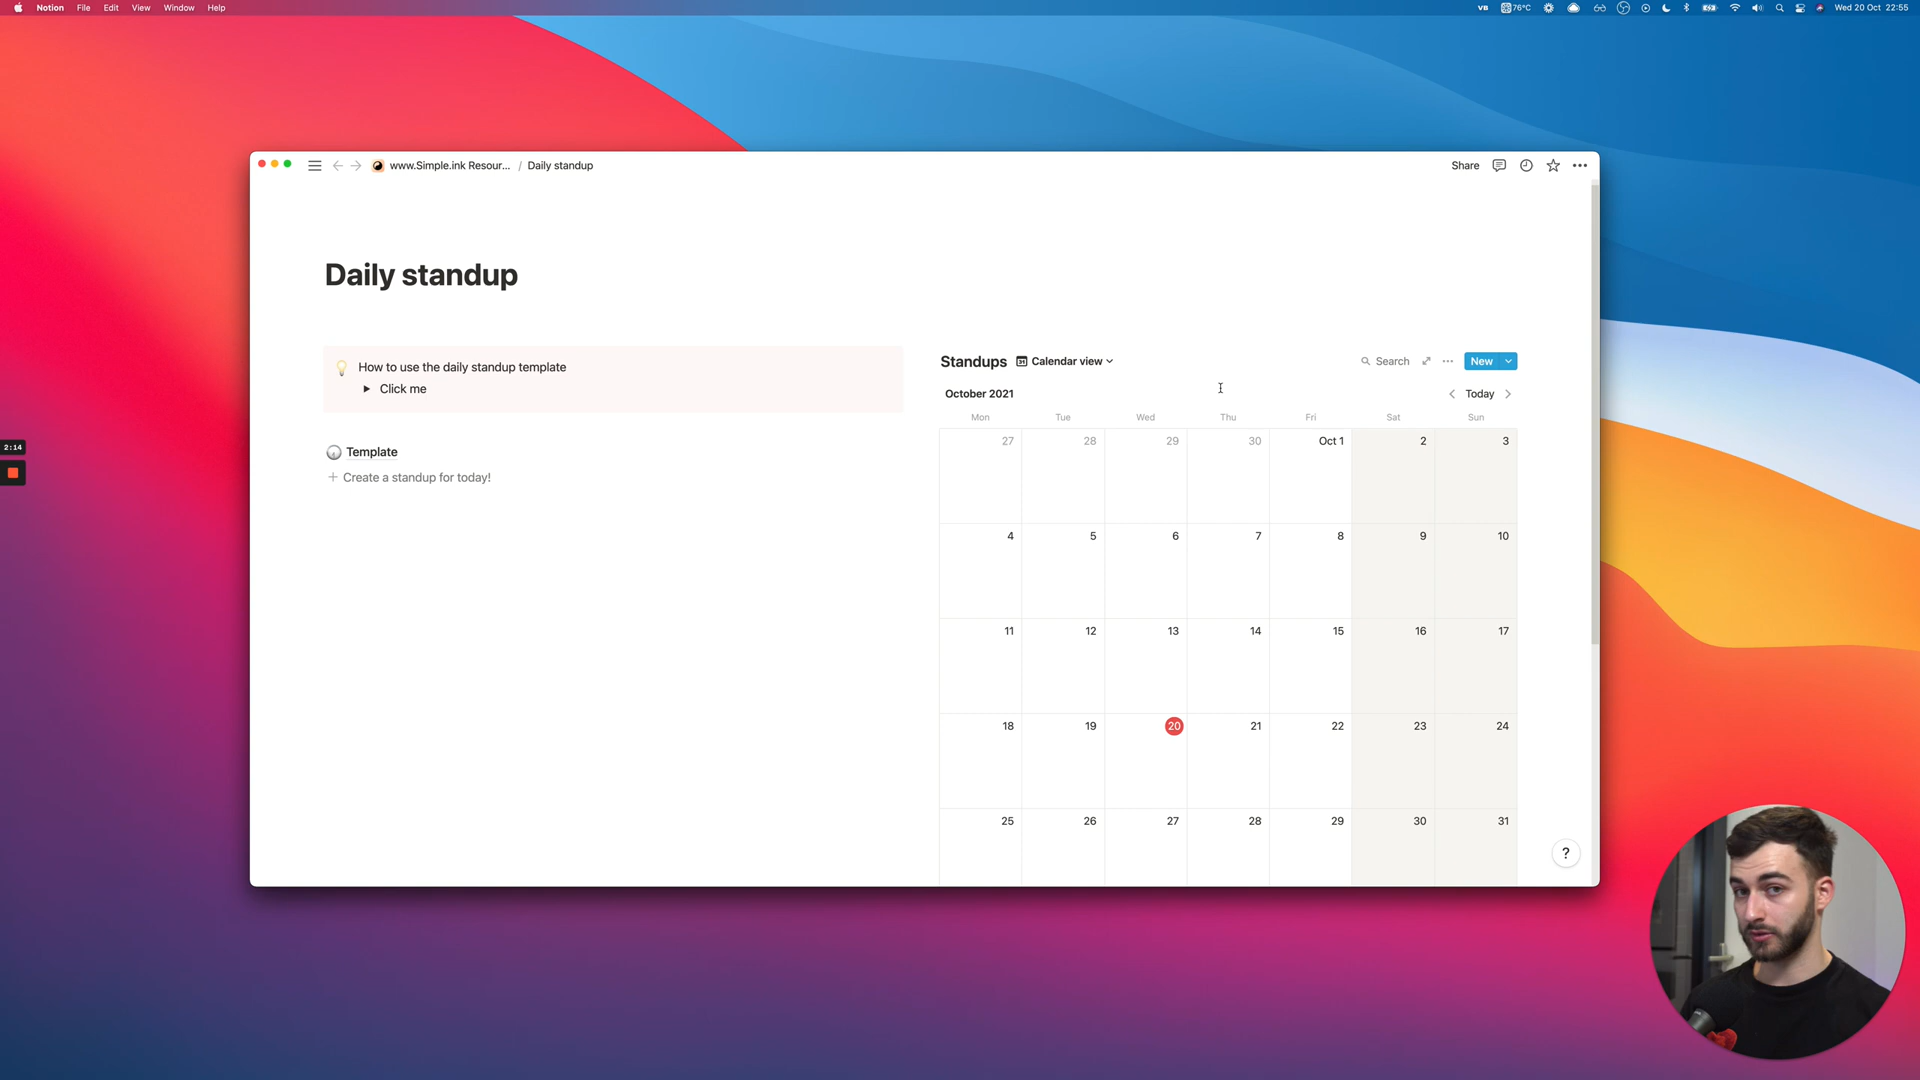 Notion File Edit View Window Help
VB 76°C Wed 20 Oct 22:55
www.Simple.ink Resour... / Daily standup
Share
Daily standup
How to use the daily standup template
Click me
Template
Create a standup for today!
Standups Calendar view
Search
New
October 2021
Today
Mon Tue Wed Thu Fri Sat Sun
27 28 29 30 Oct 1 2 3
4 5 6 7 8 9 10
11 12 13 14 15 16 17
18 19 20 21 22 23 24
25 26 27 28 29 30 31
?
2:14